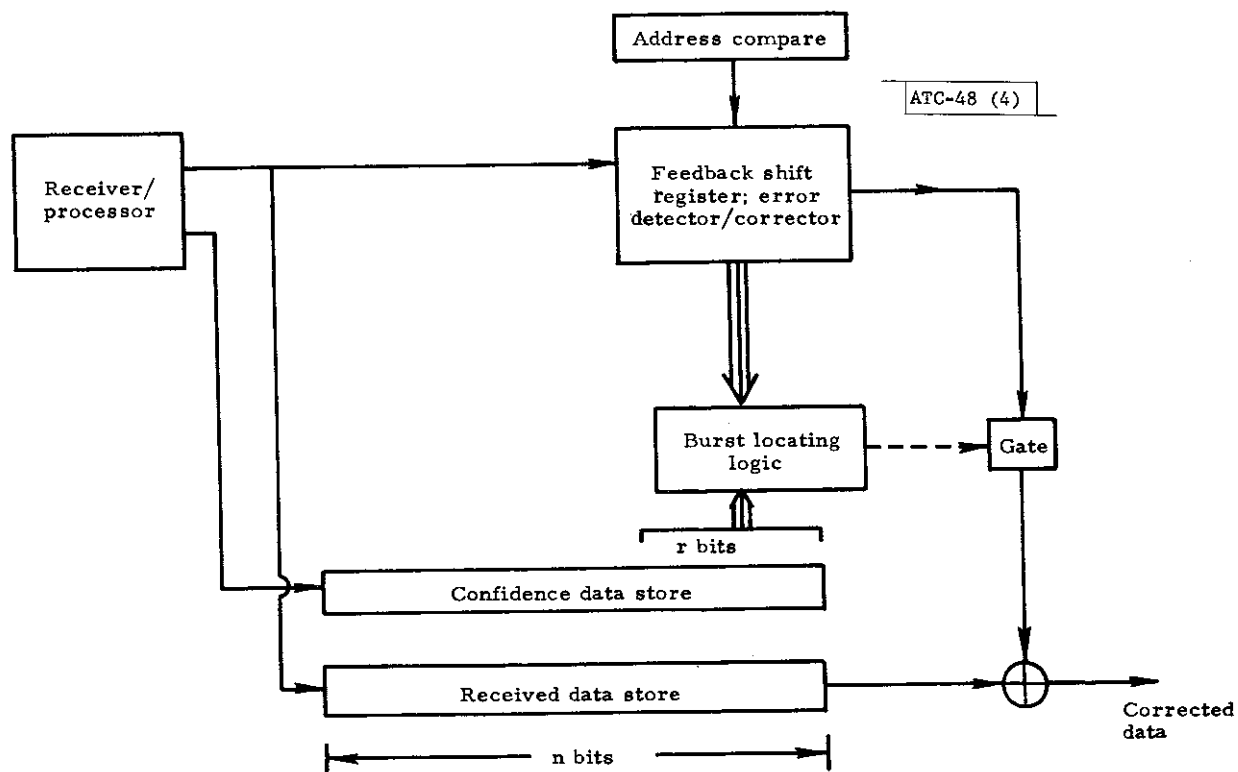 Address compare
ATC-48 (4)
Receiver/
processor
Feedback shift
register; error
detector/corrector
Burst locating
logic
Gate
r bits
Confidence data store
Received data store
Corrected
data
n bits